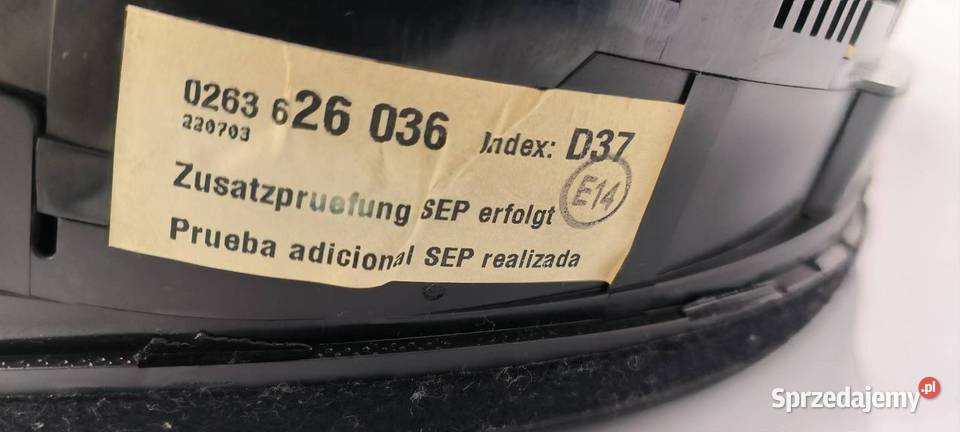 0263 626 036 Index: D37
220703
E14
Zusatzpruefung SEP erfolgt
Prueba adicional SEP realizada
Sprzedajemy.pl